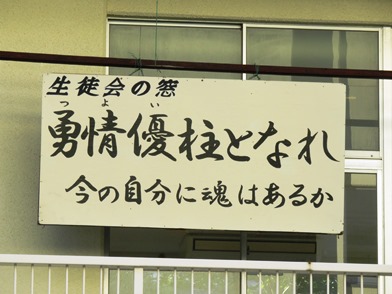 生徒会の窓
つよい
勇情優柱となれ
今の自分に魂はあるか